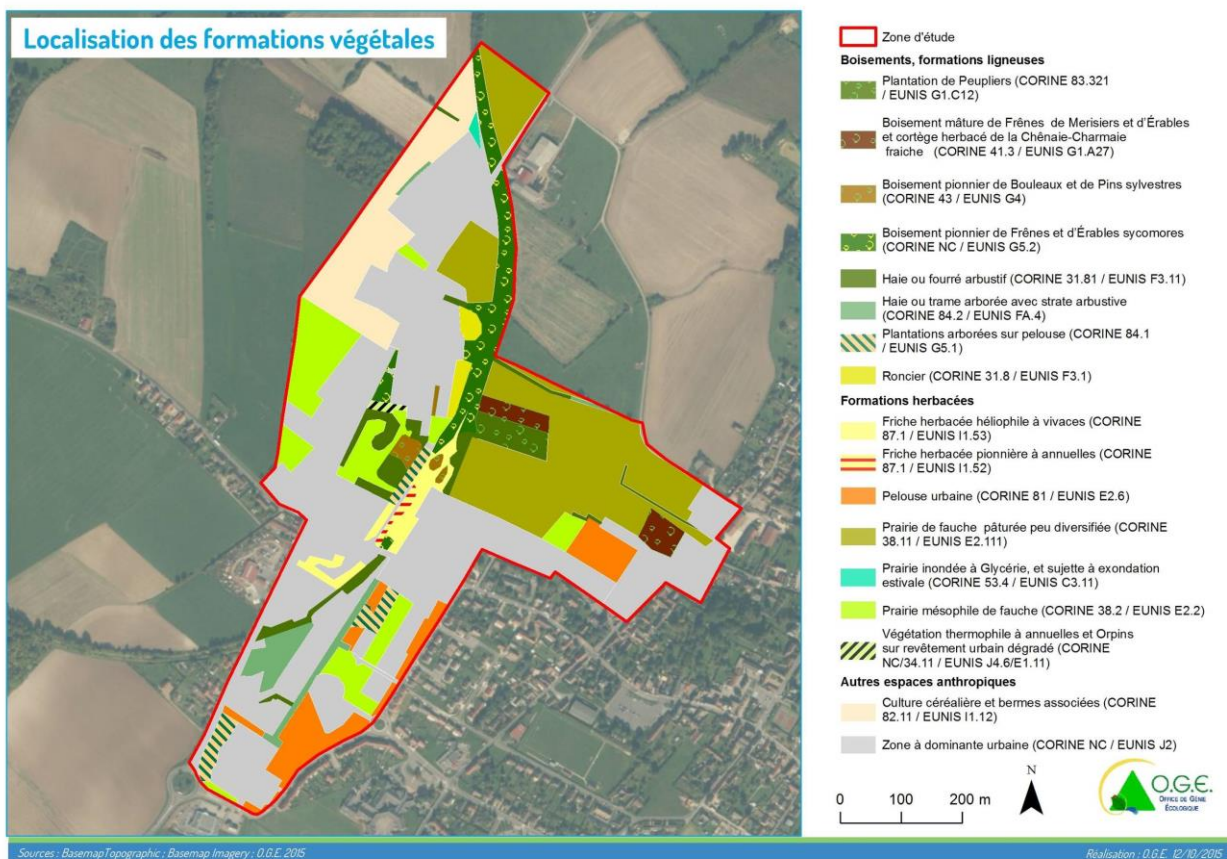 Localisation des formations végétales
Zone d'étude
Boisements, formations ligneuses
Plantation de Peupliers (CORINE 83.321
/ EUNIS G1.C12)
Boisement mâture de Frênes de Merisiers et d'Érables
et cortège herbacé de la Chênaie-Charmaie
fraiche (CORINE 41.3 / EUNIS G1.A27)
Boisement pionnier de Bouleaux et de Pins sylvestres
(CORINE 43 / EUNIS G4)
Boisement pionnier de Frênes et d'Érables sycomores
(CORINE NC / EUNIS G5.2)
Haie ou fourré arbustif (CORINE 31.81 / EUNIS F3.11)
Haie ou trame arborée avec strate arbustive
(CORINE 84.2 / EUNIS FA.4)
Plantations arborées sur pelouse (CORINE 84.1
/ EUNIS G5.1)
Roncier (CORINE 31.8 / EUNIS F3.1)
Formations herbacées
Friche herbacée héliophile à vivaces (CORINE
87.1 / EUNIS I1.53)
Friche herbacée pionnière à annuelles (CORINE
87.1 / EUNIS I1.52)
Pelouse urbaine (CORINE 81 / EUNIS E2.6)
Prairie de fauche pâturée peu diversifiée (CORINE
38.11 / EUNIS E2.111)
Prairie inondée à Glycérie, et sujette à exondation
estivale (CORINE 53.4 / EUNIS C3.11)
Prairie mésophile de fauche (CORINE 38.2 / EUNIS E2.2)
Végétation thermophile à annuelles et Orpins
sur revêtement urbain dégradé (CORINE
NC/34.11 / EUNIS J4.6/E1.11)
Autres espaces anthropiques
Culture céréalière et bermes associées (CORINE
82.11 / EUNIS I1.12)
Zone à dominante urbaine (CORINE NC / EUNIS J2)
0 100 200 m
N
O.G.E.
OFFICE DE GÉNIE
ÉCOLOGIQUE
Sources : BasemapTopographic ; Basemap Imagery ; O.G.E. 2015
Réalisation : O.G.E. 12/10/2015